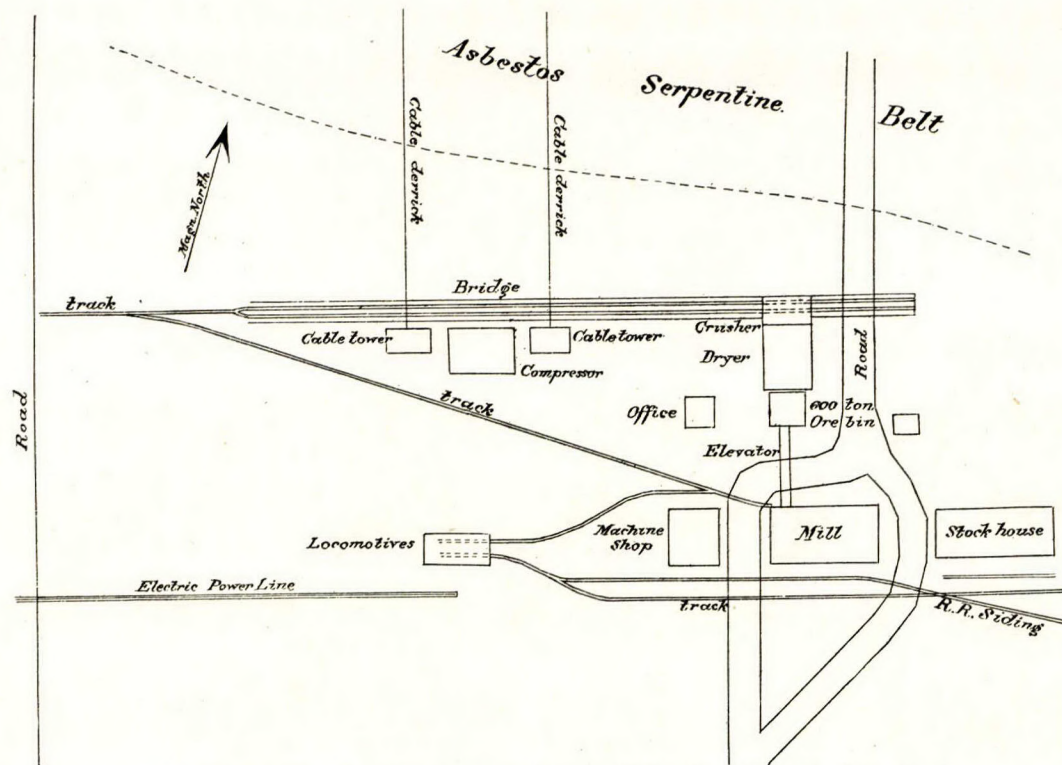 Asbestos Serpentine. Belt
Cable derrick
Cable derrick
Magn. North
Bridge
track
Cable tower
Cable tower
Crusher
Compressor
Dryer
Road
Road
track
Office
600 ton
Ore bin
Elevator
Locomotives
Machine
shop
Mill
Stock house
Electric Power Line
track
R.R. Siding